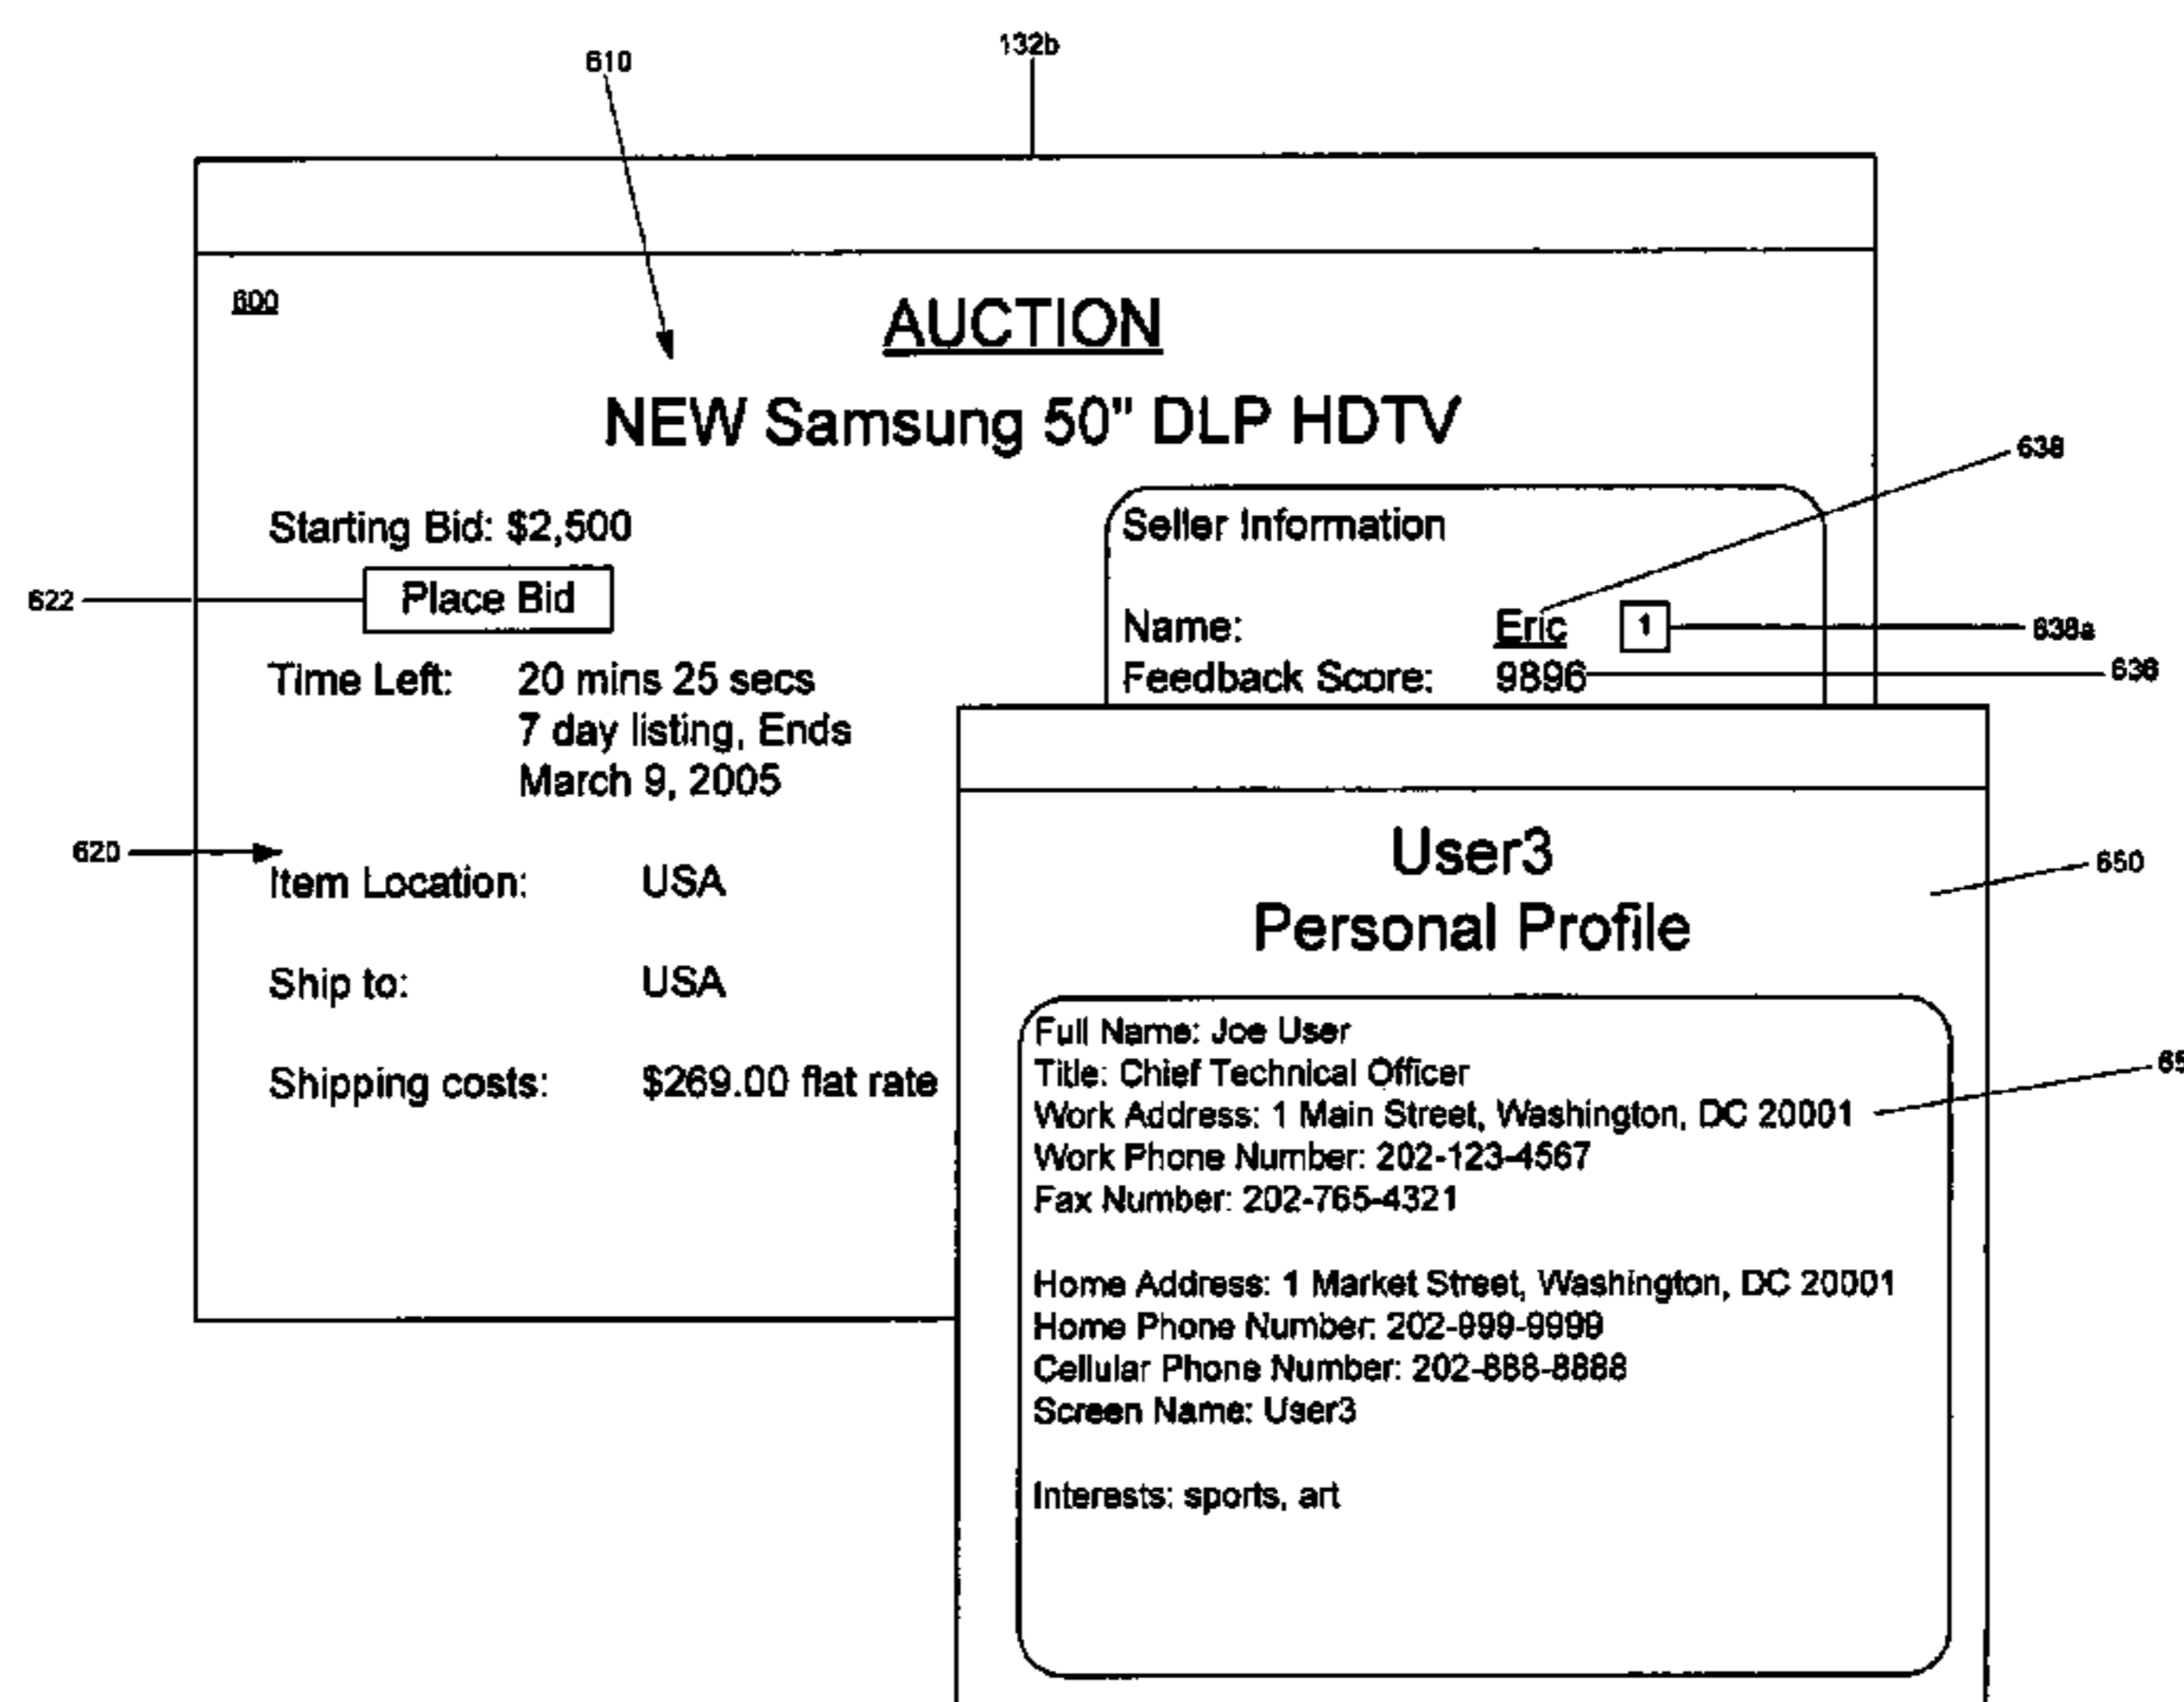 610
132b
600
AUCTION
NEW Samsung 50" DLP HDTV
638
Starting Bid: $2,500
Seller Information
622
Place Bid
Name: Eric 1
638a
Time Left: 20 mins 25 secs
Feedback Score: 9896
636
7 day listing, Ends
March 9, 2005
620
User3
650
Item Location: USA
Personal Profile
Ship to: USA
Full Name: Joe User
Shipping costs: $269.00 flat rate
Title: Chief Technical Officer
Work Address: 1 Main Street, Washington, DC 20001
Work Phone Number: 202-123-4567
Fax Number: 202-765-4321
Home Address: 1 Market Street, Washington, DC 20001
Home Phone Number: 202-999-9999
Cellular Phone Number: 202-888-8888
Screen Name: User3
Interests: sports, art